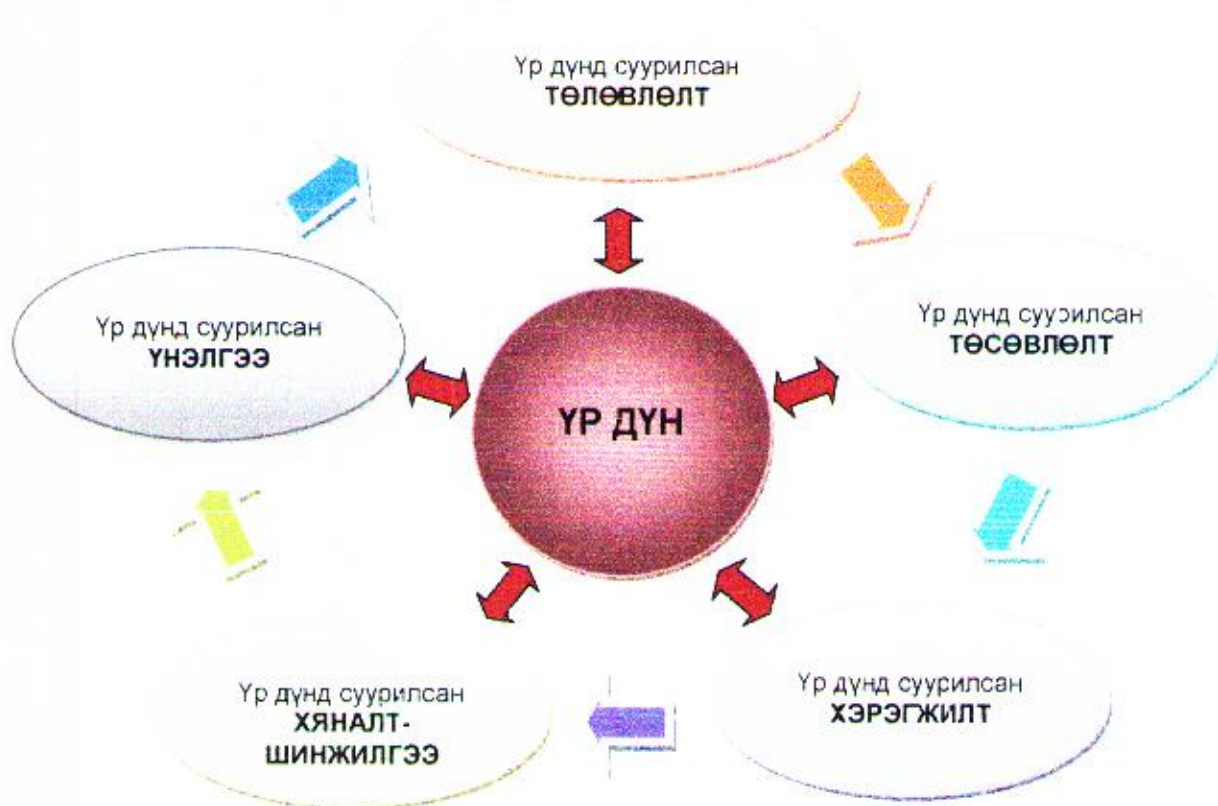 Үр дүнд суурилсан
ТӨЛӨВЛӨЛТ
Үр дүнд суурилсан
ТӨСӨВЛӨЛТ
Үр дүнд суурилсан
ХЭРЭГЖИЛТ
Үр дүнд суурилсан
ХЯНАЛТ-
ШИНЖИЛГЭЭ
Үр дүнд суурилсан
ҮНЭЛГЭЭ
ҮР ДҮН